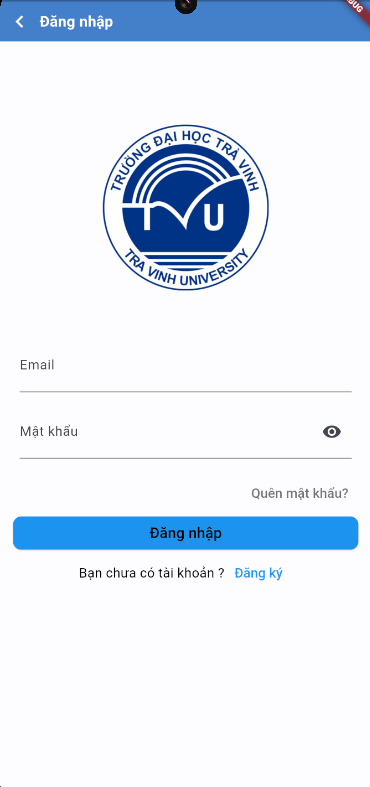 Đăng nhập
BUG
TRƯỜNG ĐẠI HỌC TRÀ VINH
TVU
TRA VINH UNIVERSITY
Email
Mật khẩu
Quên mật khẩu?
Đăng nhập
Bạn chưa có tài khoản ? Đăng ký